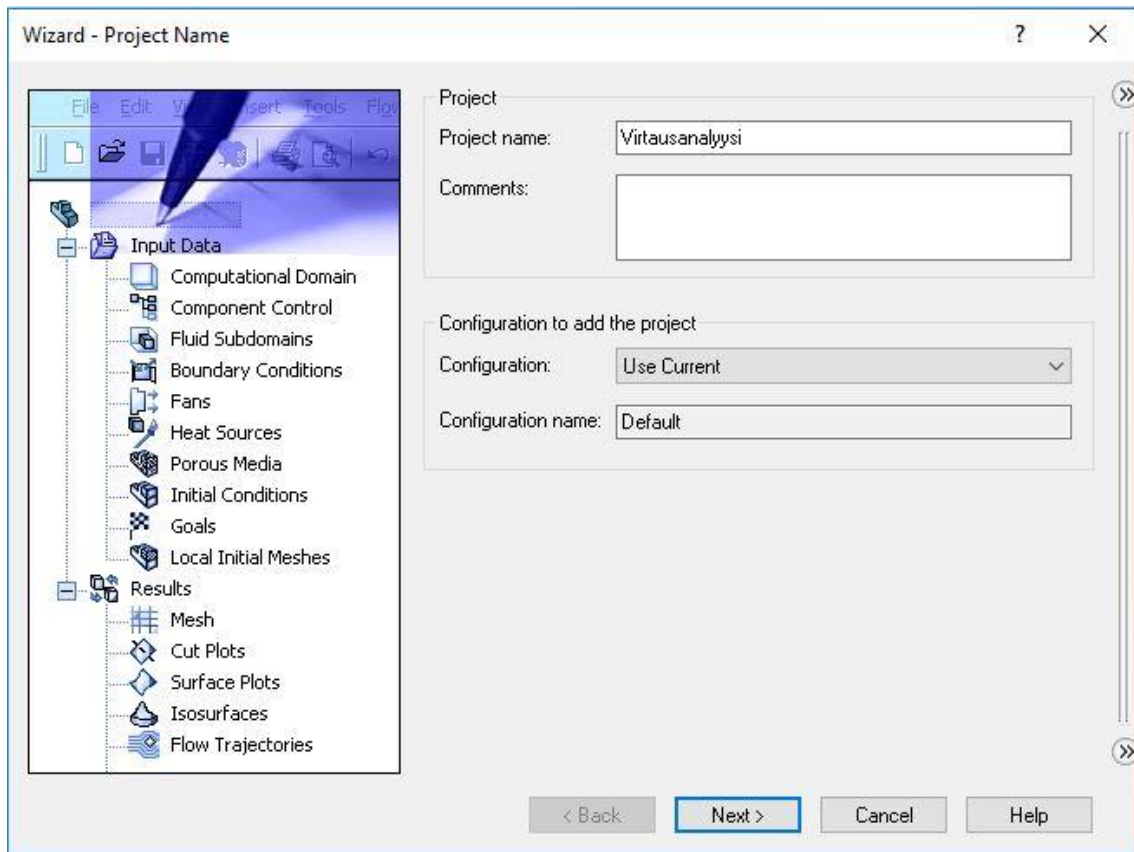 Wizard - Project Name
? ×
File Edit View Insert Tools Flow
Input Data
Computational Domain
Component Control
Fluid Subdomains
Boundary Conditions
Fans
Heat Sources
Porous Media
Initial Conditions
Goals
Local Initial Meshes
Results
Mesh
Cut Plots
Surface Plots
Isosurfaces
Flow Trajectories
Project
Project name: Virtausanalyysi
Comments:
Configuration to add the project
Configuration: Use Current
Configuration name: Default
< Back Next > Cancel Help